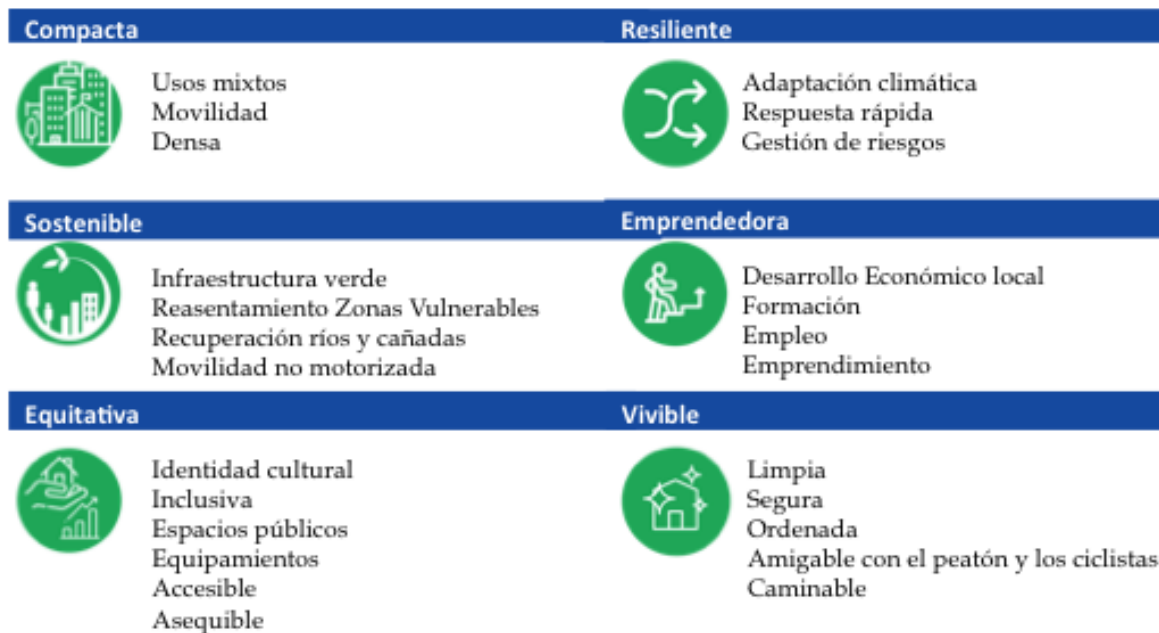 Compacta
Usos mixtos
Movilidad
Densa
Resiliente
Adaptación climática
Respuesta rápida
Gestión de riesgos
Sostenible
Infraestructura verde
Reasentamiento Zonas Vulnerables
Recuperación ríos y cañadas
Movilidad no motorizada
Emprendedora
Desarrollo Económico local
Formación
Empleo
Emprendimiento
Equitativa
Identidad cultural
Inclusiva
Espacios públicos
Equipamientos
Accesible
Asequible
Vivible
Limpia
Segura
Ordenada
Amigable con el peatón y los ciclistas
Caminable